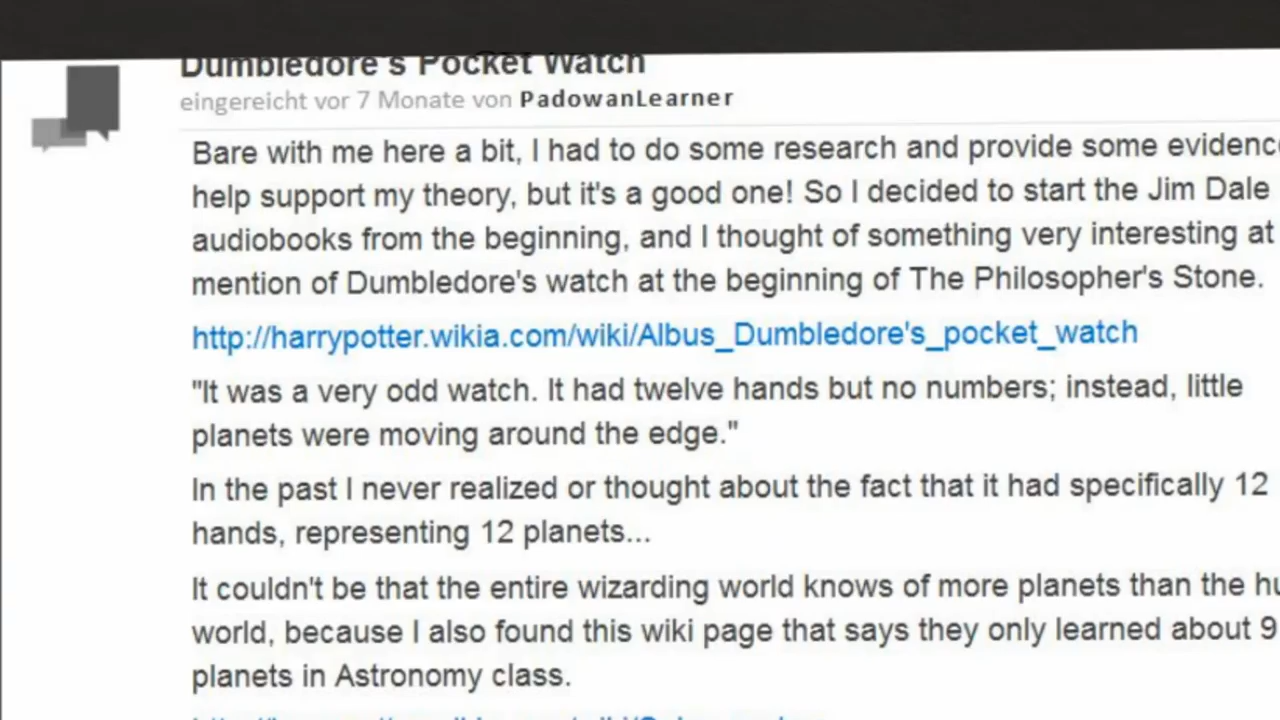 Dumbledore's Pocket Watch
eingereicht vor 7 Monate von PadowanLearner
Bare with me here a bit, I had to do some research and provide some evidence
help support my theory, but it's a good one! So I decided to start the Jim Dale
audiobooks from the beginning, and I thought of something very interesting at
mention of Dumbledore's watch at the beginning of The Philosopher's Stone.
http://harrypotter.wikia.com/wiki/Albus_Dumbledore's_pocket_watch
"It was a very odd watch. It had twelve hands but no numbers; instead, little
planets were moving around the edge."
In the past I never realized or thought about the fact that it had specifically 12
hands, representing 12 planets...
It couldn't be that the entire wizarding world knows of more planets than the
world, because I also found this wiki page that says they only learned about 9
planets in Astronomy class.